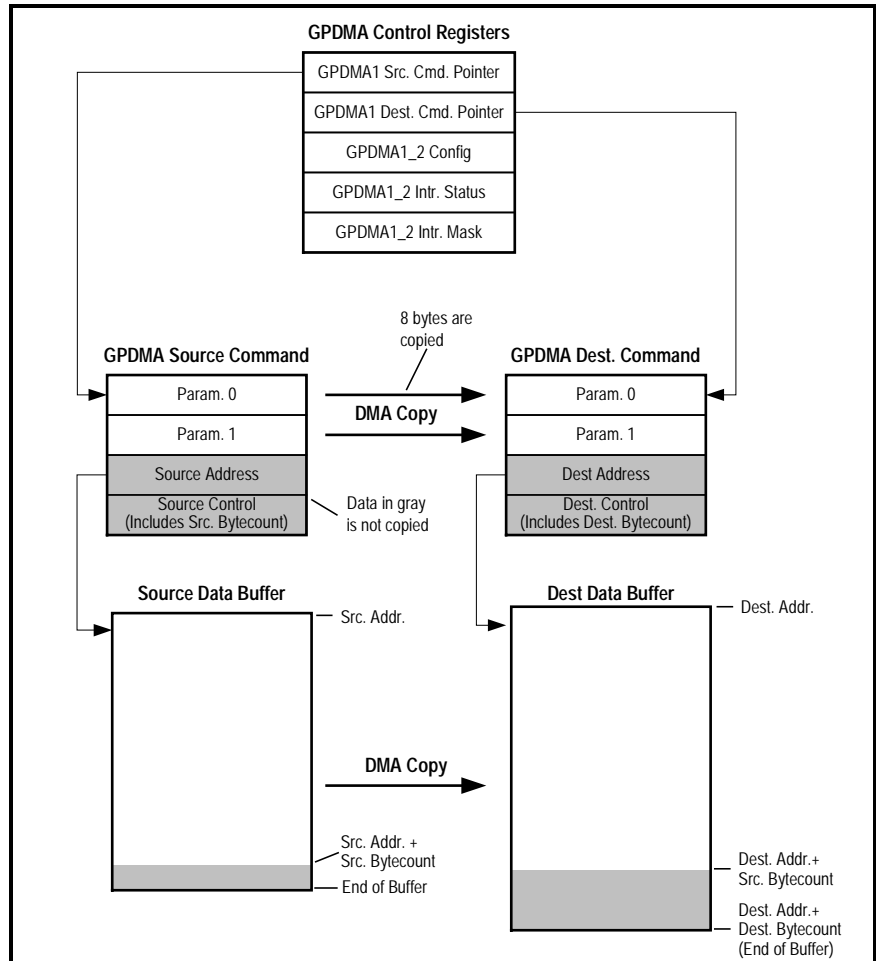 GPDMA Control Registers
GPDMA1 Src. Cmd. Pointer
GPDMA1 Dest. Cmd. Pointer
GPDMA1_2 Config
GPDMA1_2 Intr. Status
GPDMA1_2 Intr. Mask
8 bytes are
copied
GPDMA Source Command
GPDMA Dest. Command
Param. 0
Param. 0
DMA Copy
Param. 1
Param. 1
Source Address
Dest Address
Source Control
(Includes Src. Bytecount)
Data in gray
is not copied
Dest. Control
(Includes Dest. Bytecount)
Source Data Buffer
Dest Data Buffer
Src. Addr.
Dest. Addr.
DMA Copy
Src. Addr. +
Src. Bytecount
End of Buffer
Dest. Addr.+
Src. Bytecount
Dest. Addr.+
Dest. Bytecount
(End of Buffer)